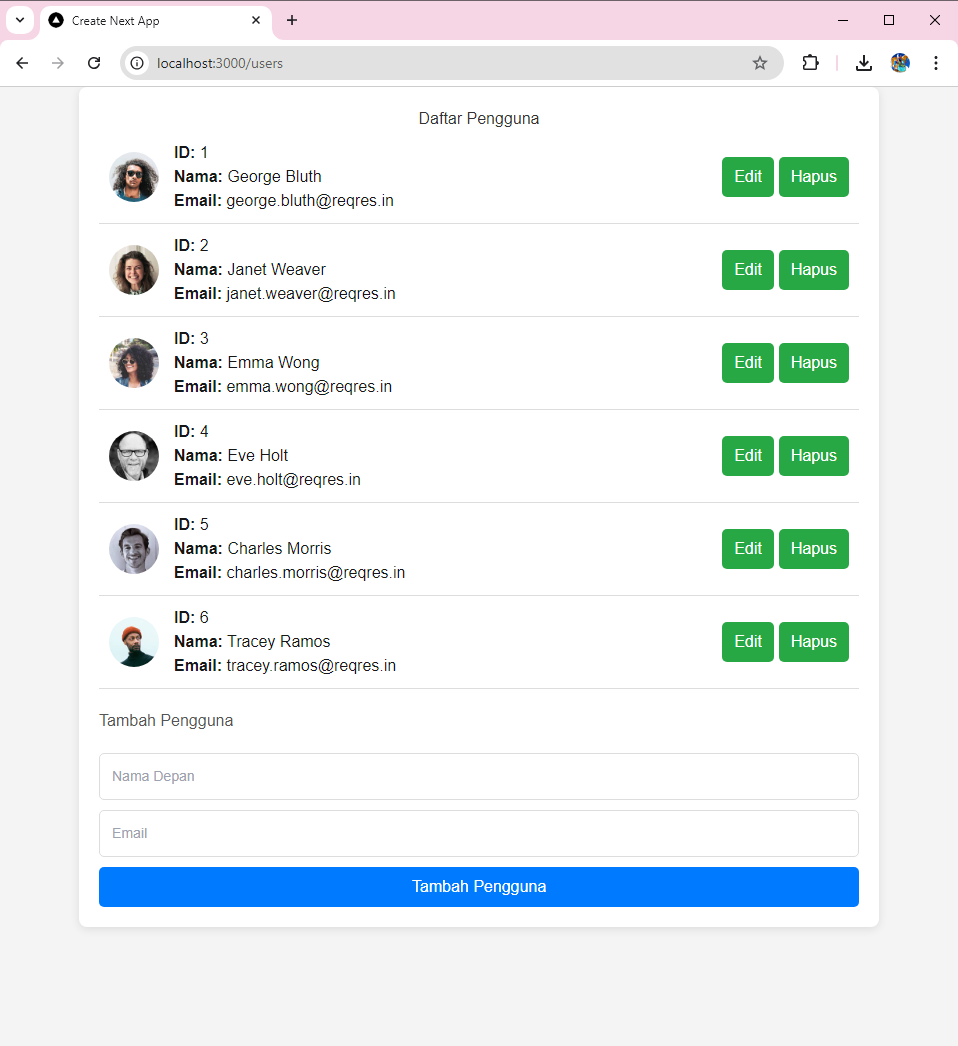 Create Next App
localhost:3000/users
Daftar Pengguna
ID: 1
Nama: George Bluth
Email: george.bluth@reqres.in
Edit Hapus
ID: 2
Nama: Janet Weaver
Email: janet.weaver@reqres.in
Edit Hapus
ID: 3
Nama: Emma Wong
Email: emma.wong@reqres.in
Edit Hapus
ID: 4
Nama: Eve Holt
Email: eve.holt@reqres.in
Edit Hapus
ID: 5
Nama: Charles Morris
Email: charles.morris@reqres.in
Edit Hapus
ID: 6
Nama: Tracey Ramos
Email: tracey.ramos@reqres.in
Edit Hapus
Tambah Pengguna
Nama Depan
Email
Tambah Pengguna